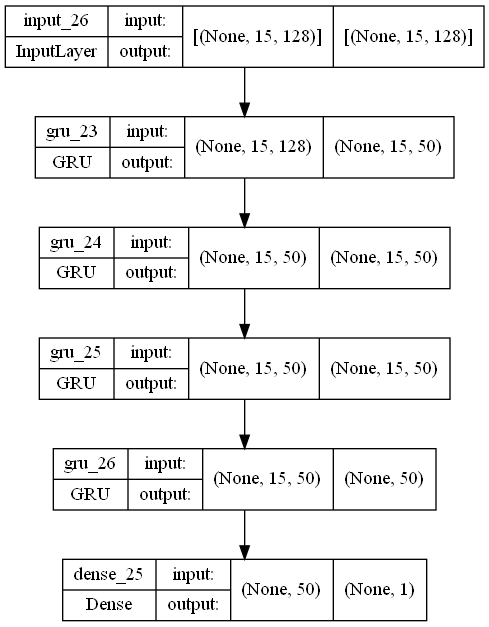 input_26 input: [(None, 15, 128)] [(None, 15, 128)]
InputLayer output:
gru_23 input: (None, 15, 128) (None, 15, 50)
GRU output:
gru_24 input: (None, 15, 50) (None, 15, 50)
GRU output:
gru_25 input: (None, 15, 50) (None, 15, 50)
GRU output:
gru_26 input: (None, 15, 50) (None, 50)
GRU output:
dense_25 input: (None, 50) (None, 1)
Dense output: